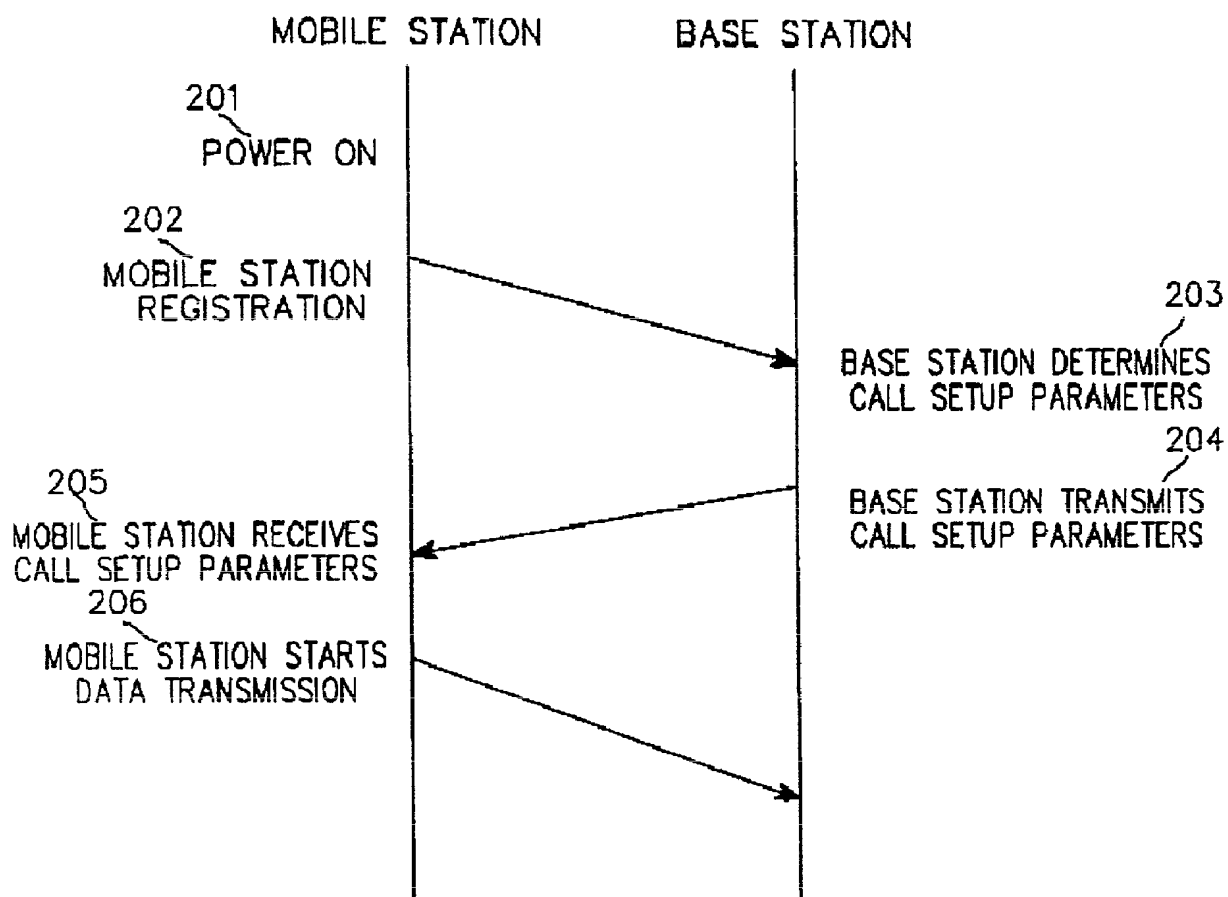 MOBILE STATION
BASE STATION
201
POWER ON
202
MOBILE STATION
REGISTRATION
203
BASE STATION DETERMINES
CALL SETUP PARAMETERS
204
BASE STATION TRANSMITS
CALL SETUP PARAMETERS
205
MOBILE STATION RECEIVES
CALL SETUP PARAMETERS
206
MOBILE STATION STARTS
DATA TRANSMISSION